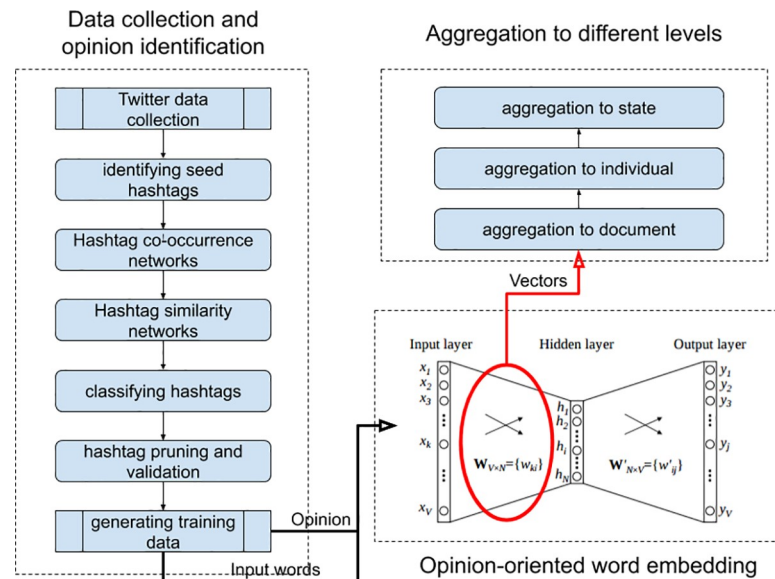 Data collection and
opinion identification
Twitter data
collection
identifying seed
hashtags
Hashtag co-occurrence
networks
Hashtag similarity
networks
classifying hashtags
hashtag pruning and
validation
generating training
data
Opinion
Input words
Aggregation to different levels
aggregation to state
aggregation to individual
aggregation to document
Vectors
Input layer
Hidden layer
Output layer
x1
x2
x3
xk
xV
W V×N={wki}
h1
h2
hi
hN
W'N×V={w'ij}
y1
y2
y3
yj
yV
Opinion-oriented word embedding